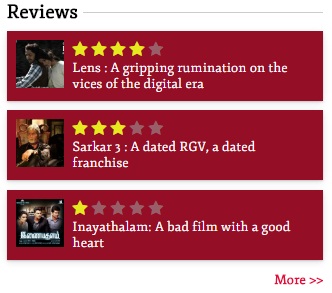 Reviews
Lens : A gripping rumination on the
vices of the digital era
Sarkar 3 : A dated RGV, a dated
franchise
Inayathalam: A bad film with a good
heart
More >>